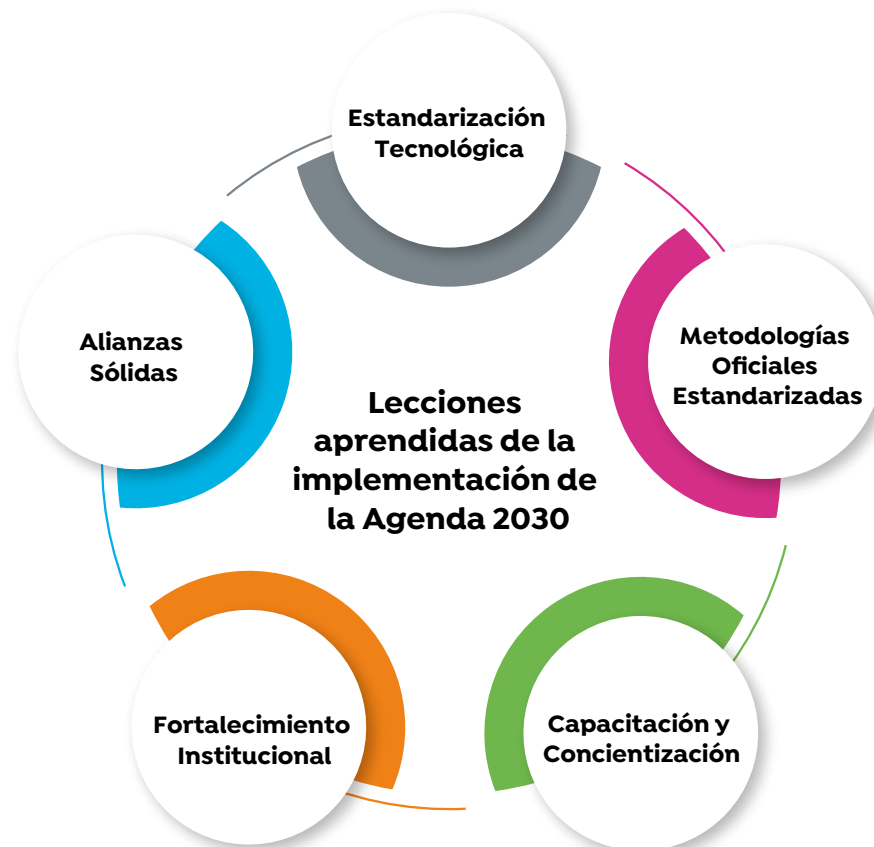 Estandarización
Tecnológica
Alianzas
Sólidas
Metodologías
Oficiales
Estandarizadas
Lecciones
aprendidas de la
implementación de
la Agenda 2030
Fortalecimiento
Institucional
Capacitación y
Concientización